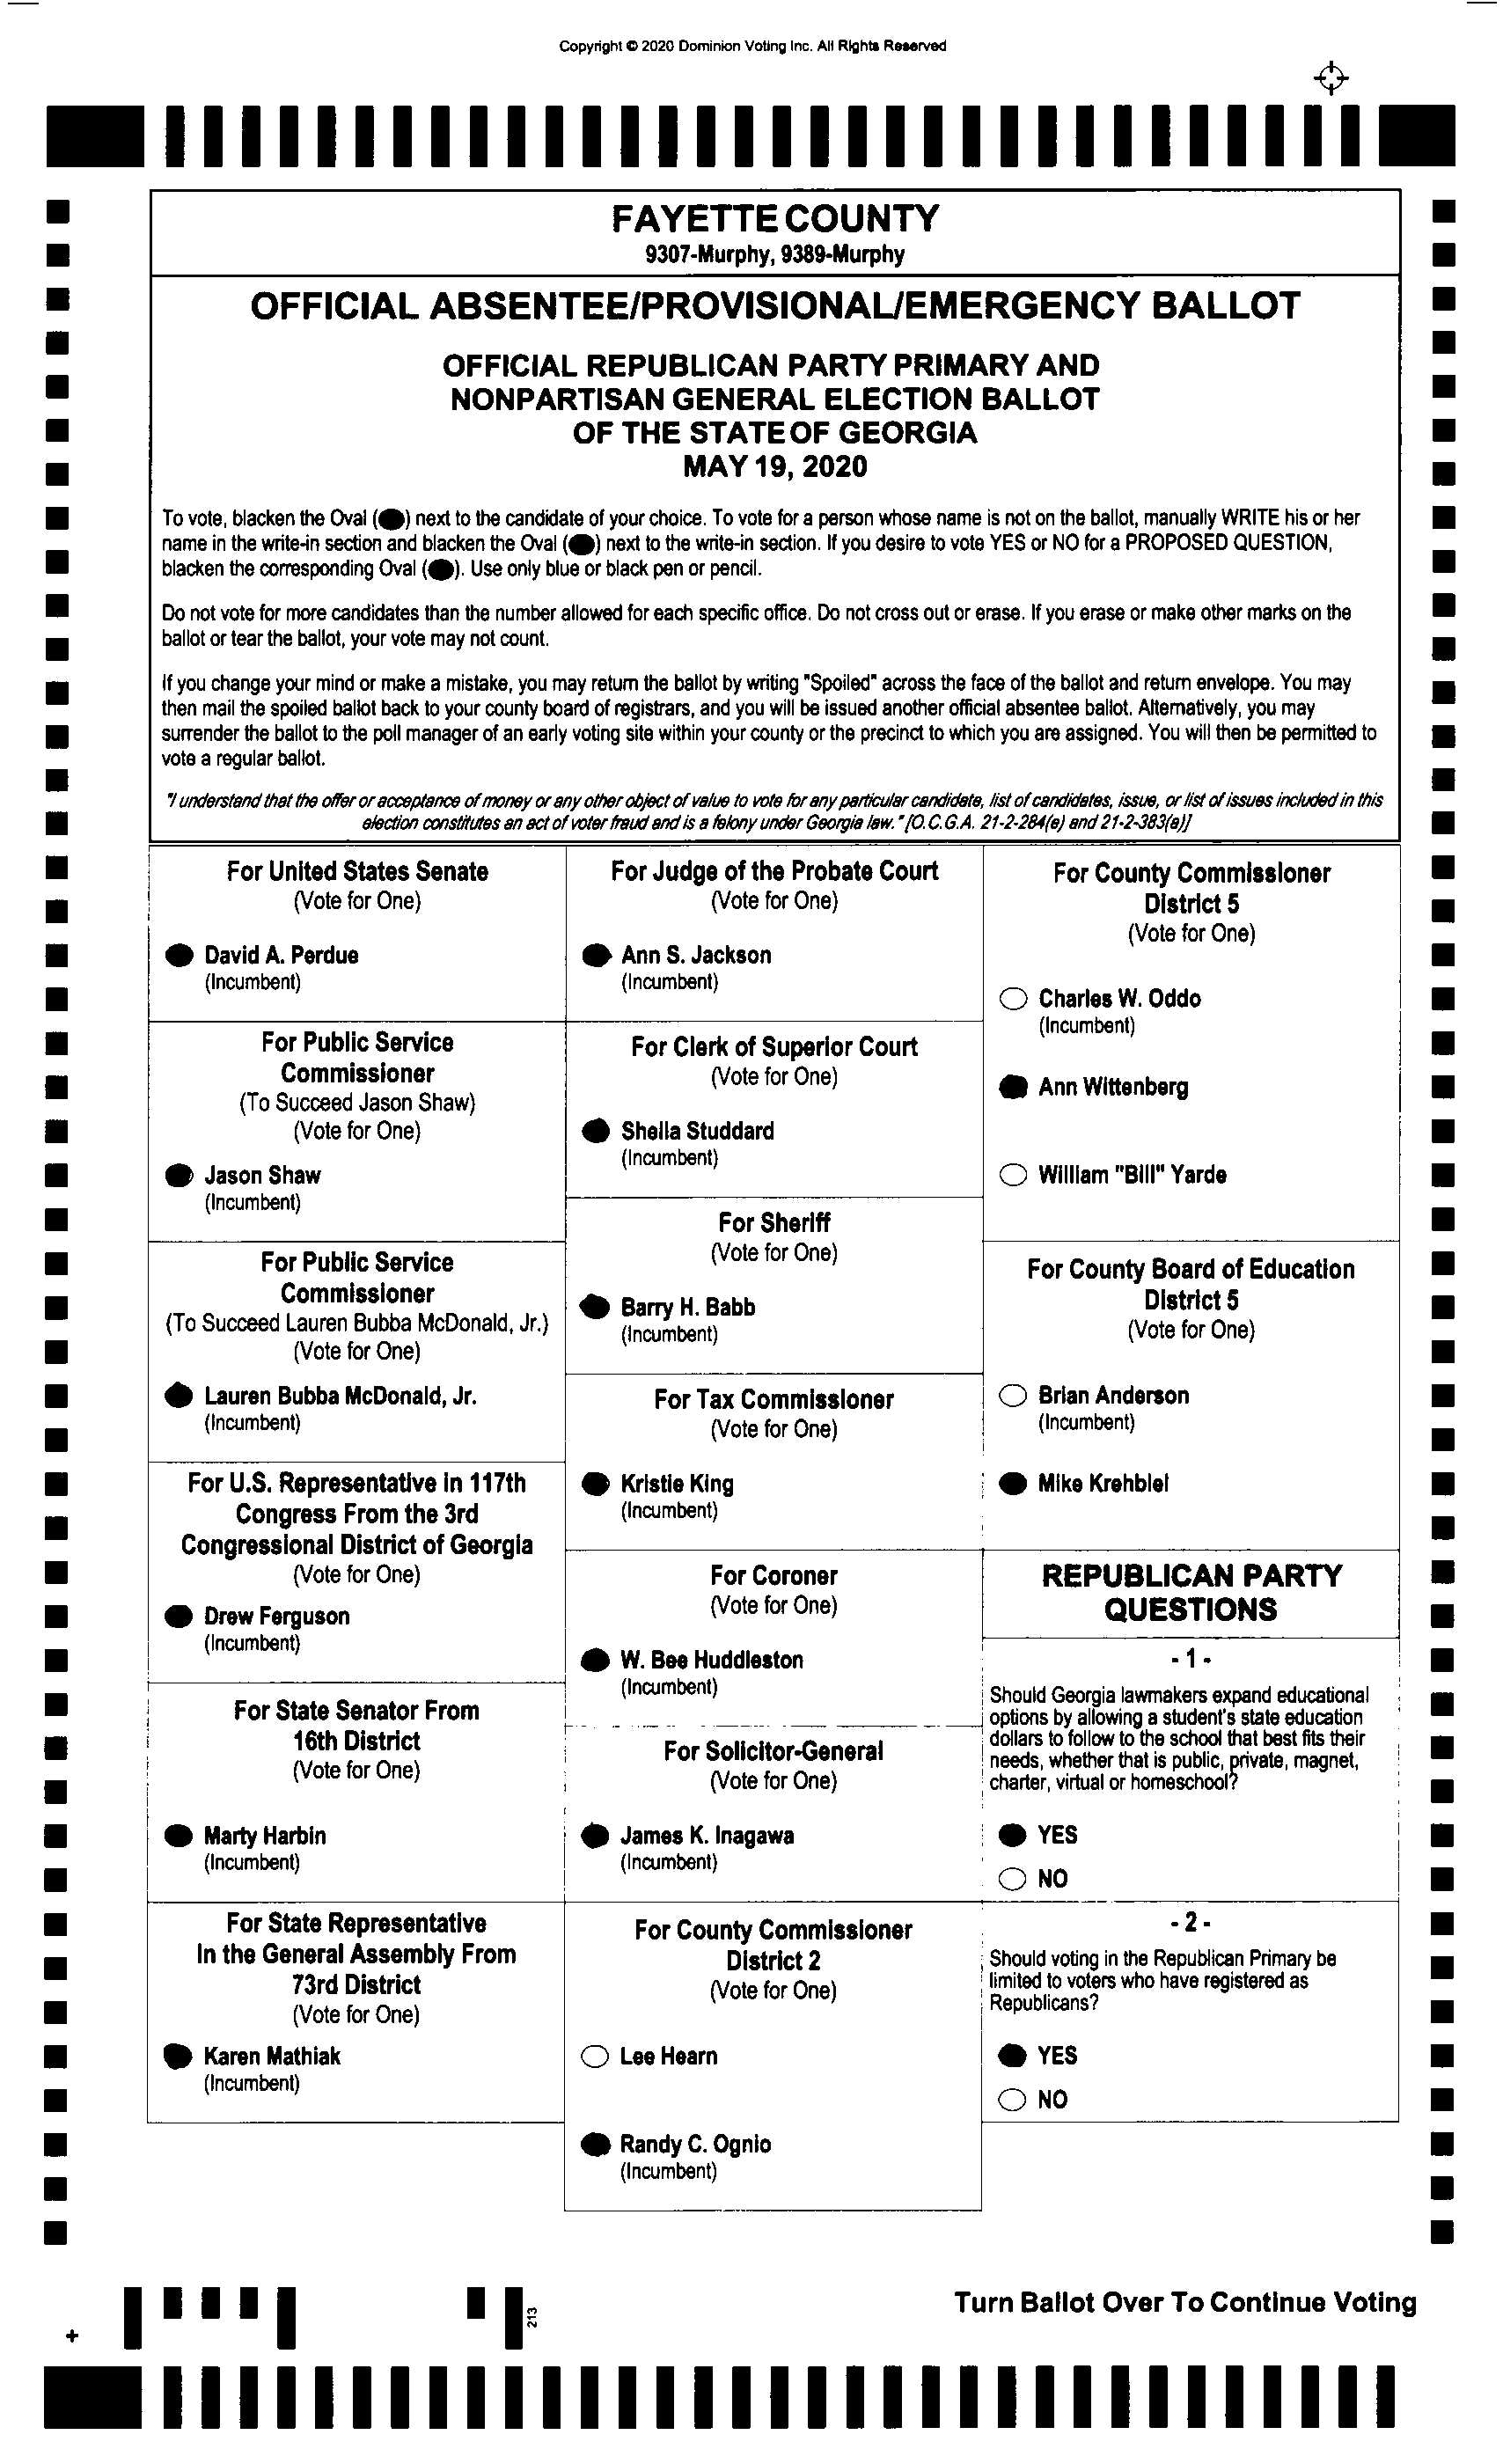 Copyright © 2020 Dominion Voting Inc. All Rights Reserved
FAYETTE COUNTY
9307-Murphy, 9389-Murphy
OFFICIAL ABSENTEE/PROVISIONAL/EMERGENCY BALLOT
OFFICIAL REPUBLICAN PARTY PRIMARY AND
NONPARTISAN GENERAL ELECTION BALLOT
OF THE STATE OF GEORGIA
MAY 19, 2020
To vote, blacken the Oval ( ) next to the candidate of your choice. To vote for a person whose name is not on the ballot, manually WRITE his or her
name in the write-in section and blacken the Oval ( ) next to the write-in section. If you desire to vote YES or NO for a PROPOSED QUESTION,
blacken the corresponding Oval ( ). Use only blue or black pen or pencil.
Do not vote for more candidates than the number allowed for each specific office. Do not cross out or erase. If you erase or make other marks on the
ballot or tear the ballot, your vote may not count.
If you change your mind or make a mistake, you may return the ballot by writing "Spoiled" across the face of the ballot and return envelope. You may
then mail the spoiled ballot back to your county board of registrars, and you will be issued another official absentee ballot. Alternatively, you may
surrender the ballot to the poll manager of an early voting site within your county or the precinct to which you are assigned. You will then be permitted to
vote a regular ballot.
"I understand that the offer or acceptance of money or any other object of value to vote for any particular candidate, list of candidates, issue, or list of issues included in this
election constitutes an act of voter fraud and is a felony under Georgia law." [O.C.G.A. 21-2-284(e) and 21-2-383(a)]
For United States Senate
(Vote for One)
David A. Perdue
(Incumbent)
For Public Service
Commissioner
(To Succeed Jason Shaw)
(Vote for One)
Jason Shaw
(Incumbent)
For Public Service
Commissioner
(To Succeed Lauren Bubba McDonald, Jr.)
(Vote for One)
Lauren Bubba McDonald, Jr.
(Incumbent)
For U.S. Representative in 117th
Congress From the 3rd
Congressional District of Georgia
(Vote for One)
Drew Ferguson
(Incumbent)
For State Senator From
16th District
(Vote for One)
Marty Harbin
(Incumbent)
For State Representative
In the General Assembly From
73rd District
(Vote for One)
Karen Mathiak
(Incumbent)
For Judge of the Probate Court
(Vote for One)
Ann S. Jackson
(Incumbent)
For Clerk of Superior Court
(Vote for One)
Sheila Studdard
(Incumbent)
For Sheriff
(Vote for One)
Barry H. Babb
(Incumbent)
For Tax Commissioner
(Vote for One)
Kristie King
(Incumbent)
For Coroner
(Vote for One)
W. Bee Huddleston
(Incumbent)
For Solicitor-General
(Vote for One)
James K. Inagawa
(Incumbent)
For County Commissioner
District 2
(Vote for One)
Lee Hearn
Randy C. Ognio
(Incumbent)
For County Commissioner
District 5
(Vote for One)
Charles W. Oddo
(Incumbent)
Ann Wittenberg
William "Bill" Yarde
For County Board of Education
District 5
(Vote for One)
Brian Anderson
(Incumbent)
Mike Krehbiel
REPUBLICAN PARTY
QUESTIONS
- 1 -
Should Georgia lawmakers expand educational
options by allowing a student's state education
dollars to follow to the school that best fits their
needs, whether that is public, private, magnet,
charter, virtual or homeschool?
YES
NO
- 2 -
Should voting in the Republican Primary be
limited to voters who have registered as
Republicans?
YES
NO
213
Turn Ballot Over To Continue Voting